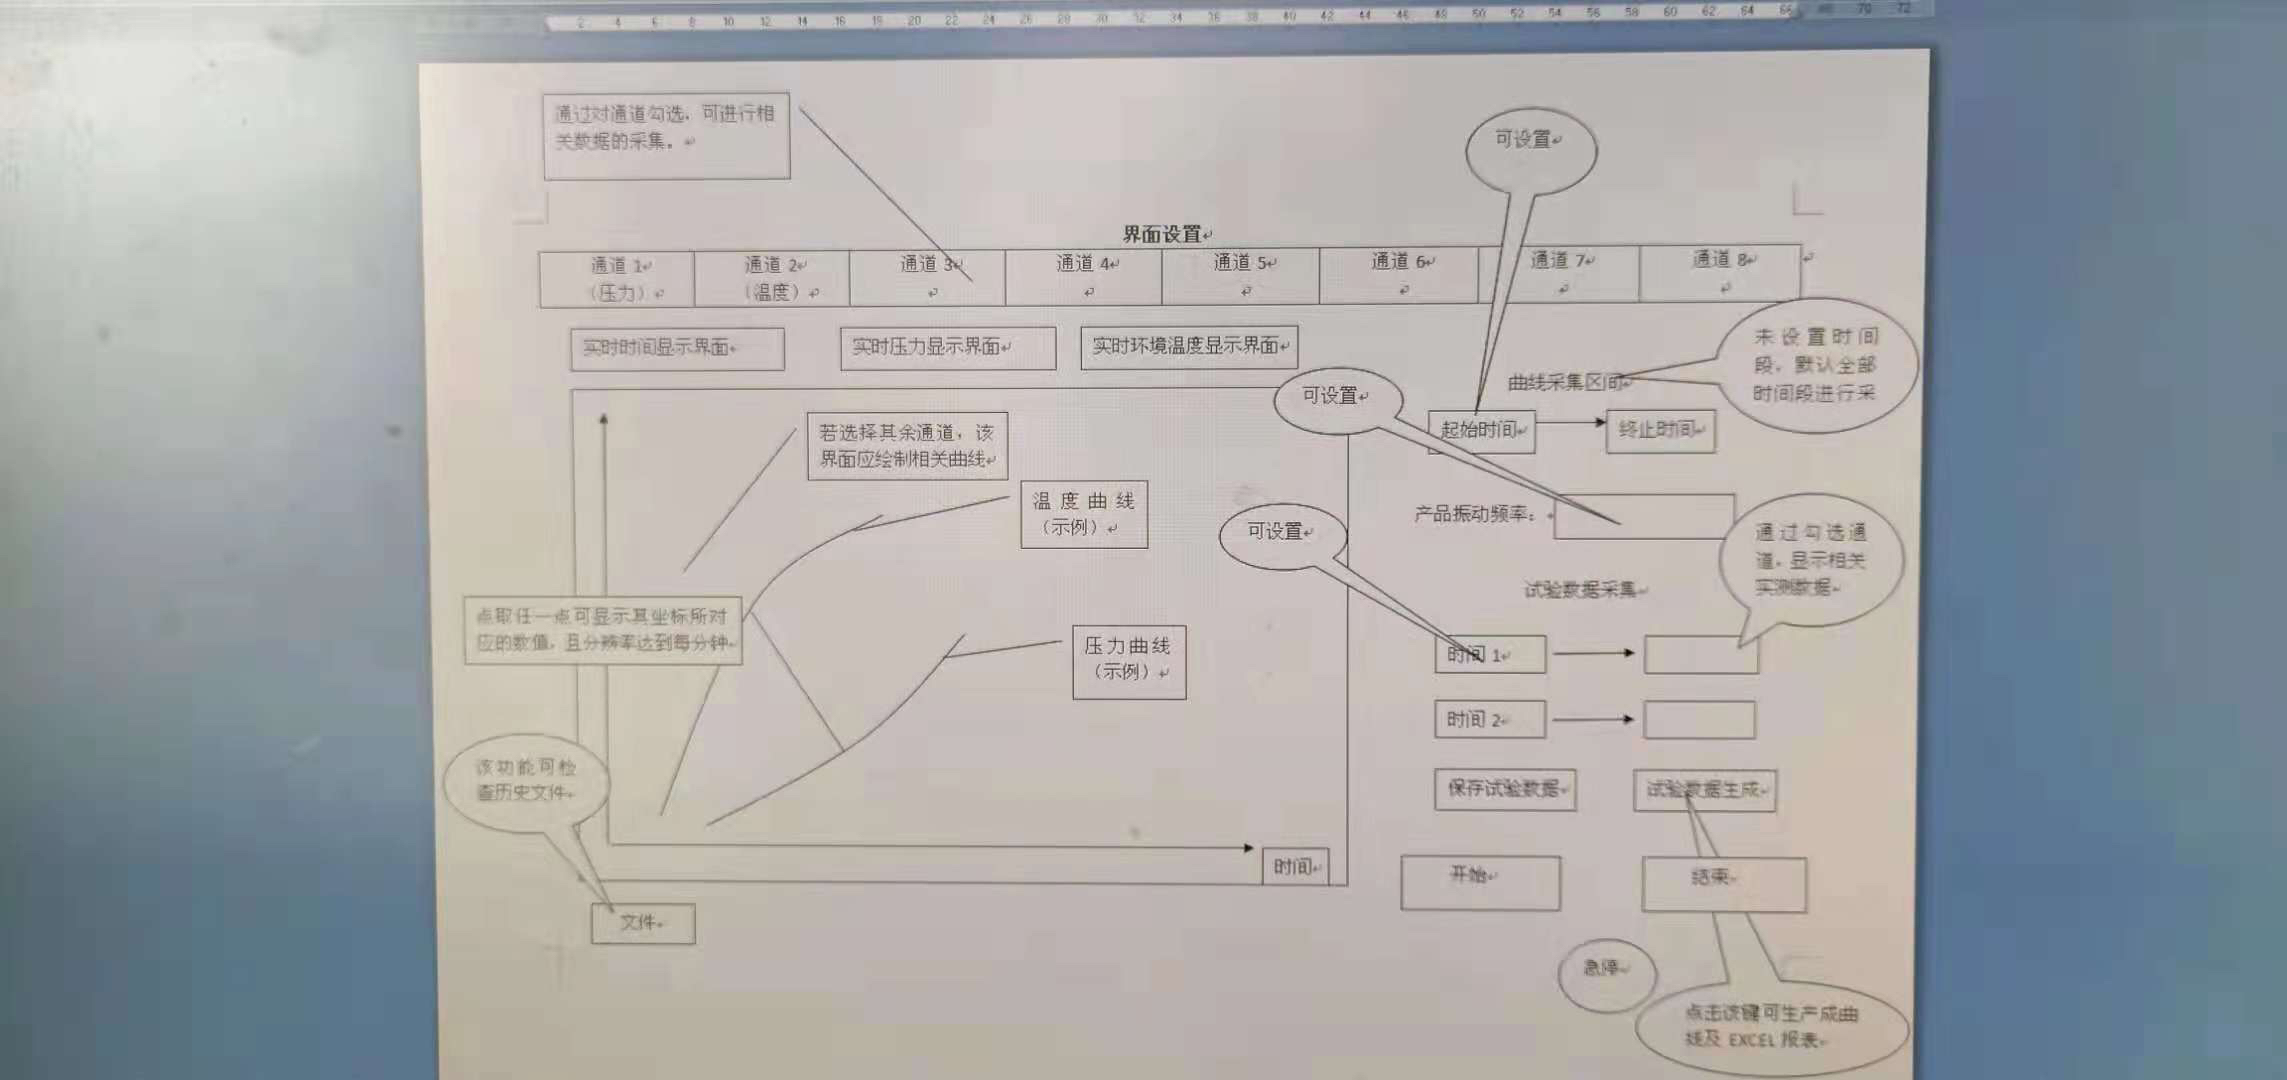 2 4 6 8 10 12 14 16 18 20 22 24 26 28 30 32 34 36 38 40 42 44 46 48 50 52 54 56 58 60 62 64 66 68 70 72
通过对通道勾选，可进行相
关数据的采集。
可设置
界面设置
通道 1 通道 2 通道 3 通道 4 通道 5 通道 6 通道 7 通道 8
（压力） （温度）
实时时间显示界面 实时压力显示界面 实时环境温度显示界面
未设置时间
段，默认全部
时间段进行采
曲线采集区间
可设置
起始时间 终止时间
若选择其余通道，该
界面应绘制相关曲线
温度曲线
（示例）
产品振动频率：
可设置
通过勾选通
道，显示相关
实测数据
试验数据采集
点取任一点可显示其坐标所对
应的数值，且分辨率达到每分钟
压力曲线
（示例）
时间 1
时间 2
该功能可检
查历史文件
保存试验数据 试验数据生成
时间
开始 结束
文件
急停
点击该键可生产成曲
线及 EXCEL 报表